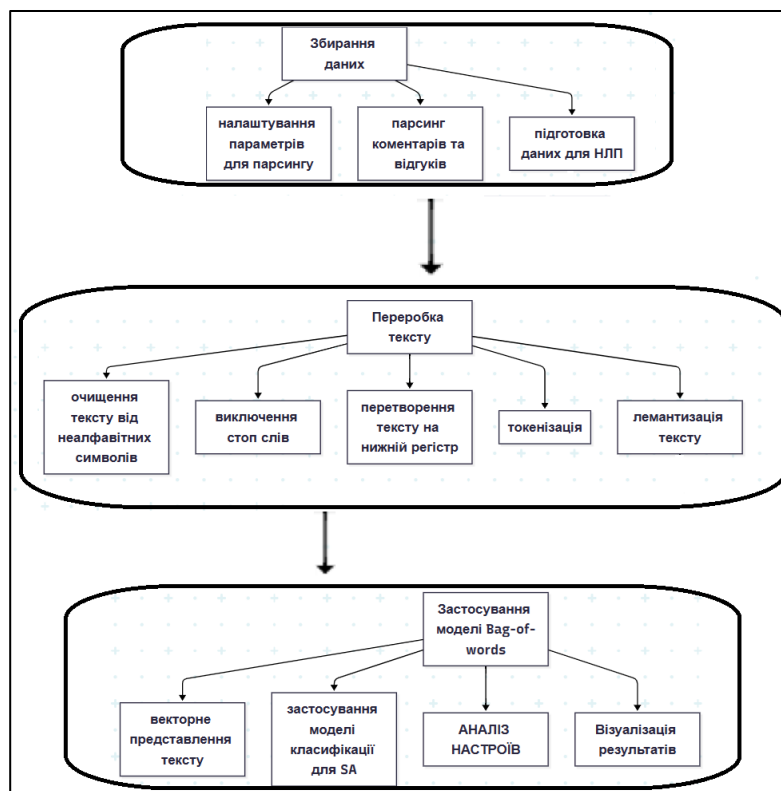 Збирання
даних
налаштування
параметрів
для парсингу
парсинг
коментарів та
відгуків
підготовка
даних для НЛП
Переробка
тексту
очищення
тексту від
неалфавітних
символів
виключення
стоп слів
перетворення
тексту на
нижній регістр
токенізація
лемантизація
тексту
Застосування
моделі Bag-of-
words
векторне
представлення
тексту
застосування
моделі
класифікації
для SA
АНАЛІЗ
НАСТРОЇВ
Візуалізація
результатів